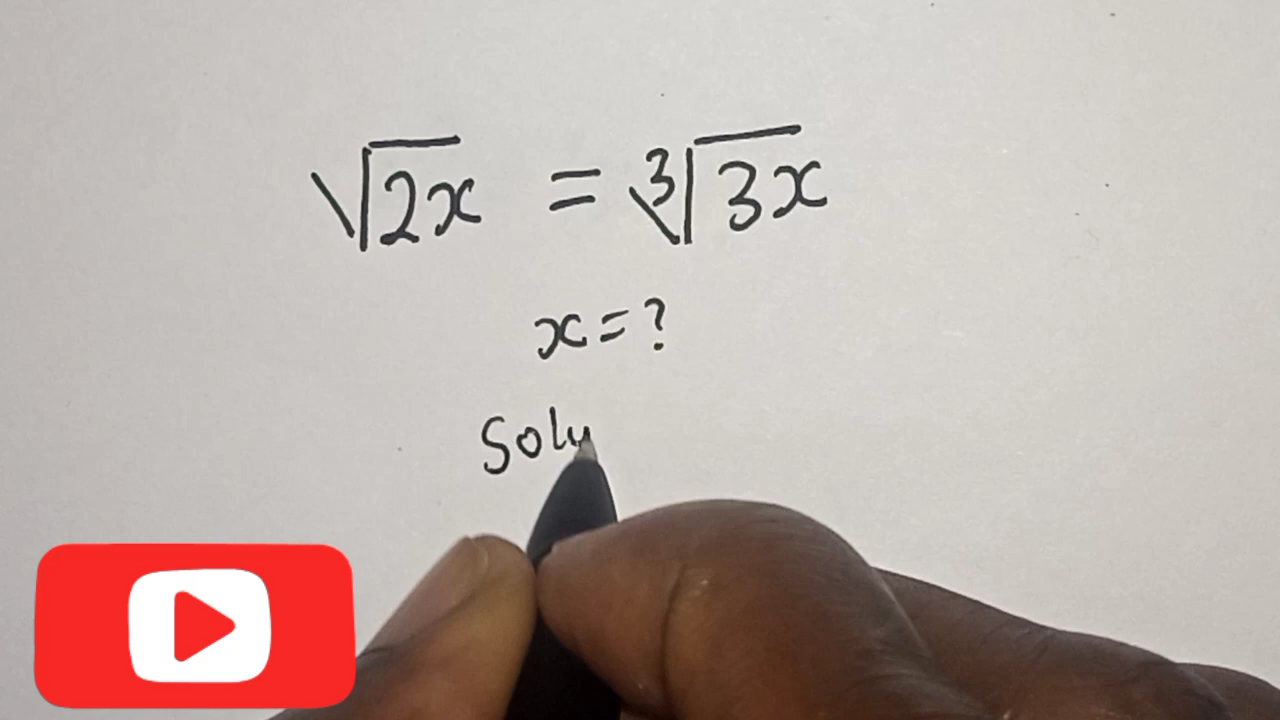 √2x = ∛3x
x = ?
Solu